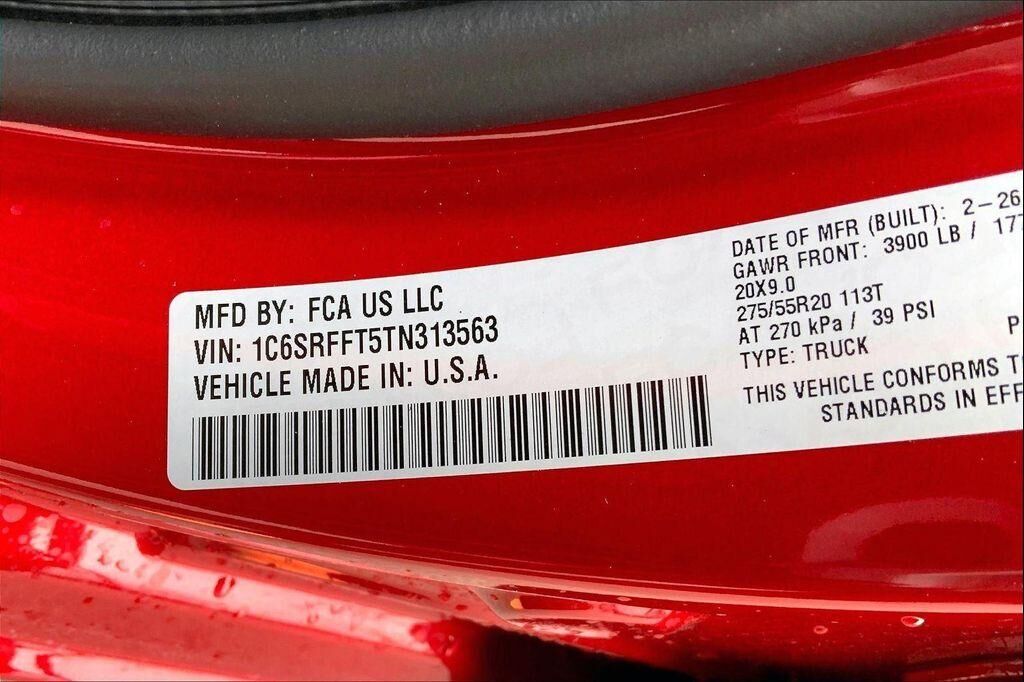 MFD BY: FCA US LLC
VIN: 1C6SRFFT5TN313563
VEHICLE MADE IN: U.S.A.
DATE OF MFR (BUILT): 2-26
GAWR FRONT: 3900 LB / 177
20X9.0
275/55R20 113T
AT 270 kPa / 39 PSI
TYPE: TRUCK
P
THIS VEHICLE CONFORMS T
STANDARDS IN EFF